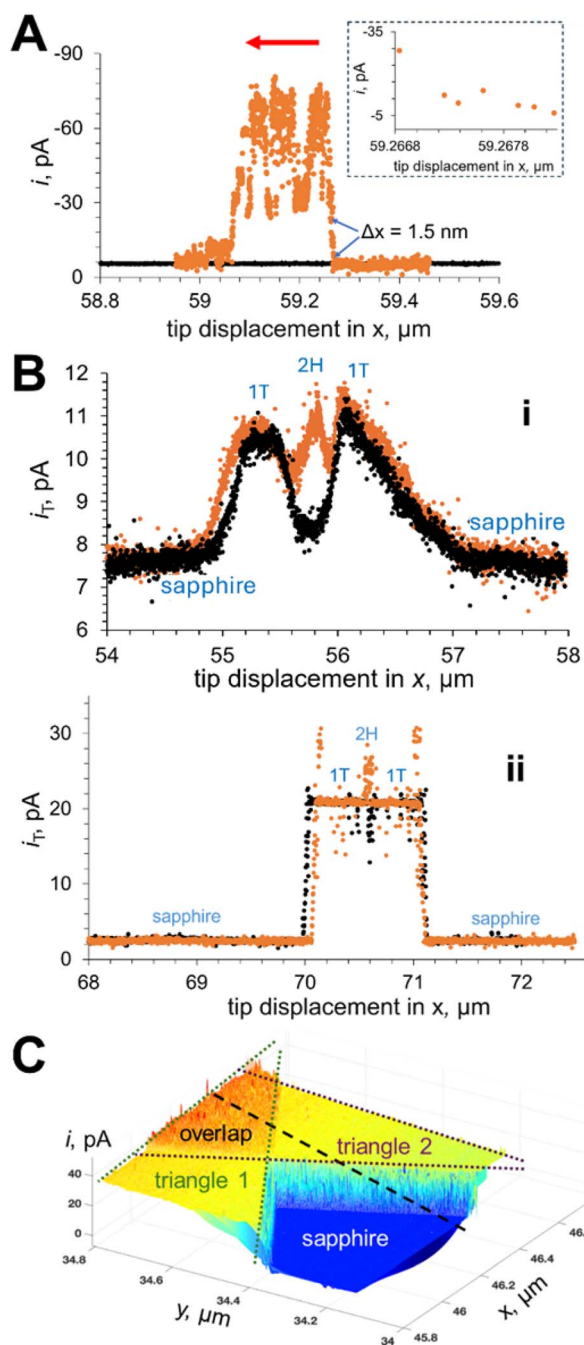 A
-90
-60
-30
0
i, pA
Δx = 1.5 nm
58.8 59 59.2 59.4 59.6
tip displacement in x, µm
-35
-5
i, pA
59.2668 59.2678
tip displacement in x, µm
B
i
12
11
10
9
8
7
6
iT, pA
1T 2H 1T
sapphire sapphire
54 55 56 57 58
tip displacement in x, µm
ii
30
20
10
0
iT, pA
2H
1T 1T
sapphire sapphire
68 69 70 71 72
tip displacement in x, µm
C
i, pA
40
20
0
overlap
triangle 2
triangle 1
sapphire
34.8 34.6 34.4 34.2 34
y, µm
45.8 46 46.2 46.4 46.6
x, µm